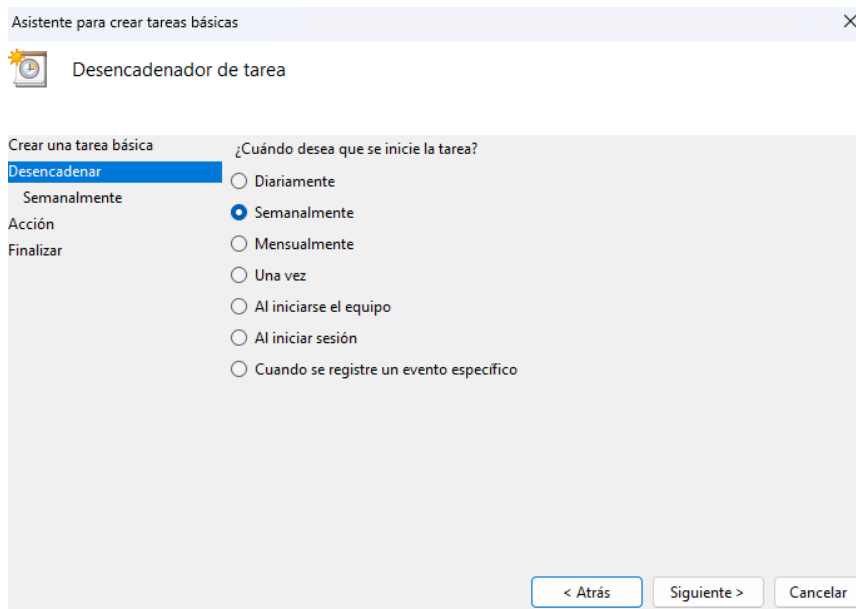 Asistente para crear tareas básicas
Desencadenador de tarea
Crear una tarea básica
Desencadenar
Semanalmente
Acción
Finalizar
¿Cuándo desea que se inicie la tarea?
Diariamente
Semanalmente
Mensualmente
Una vez
Al iniciarse el equipo
Al iniciar sesión
Cuando se registre un evento específico
< Atrás
Siguiente >
Cancelar